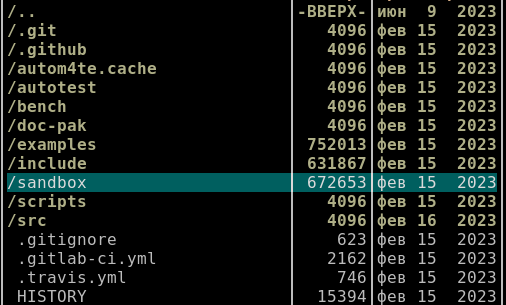 /.. -ВВЕРХ- июн 9 2023
/.git 4096 фев 15 2023
/.github 4096 фев 15 2023
/autom4te.cache 4096 фев 15 2023
/autotest 4096 фев 15 2023
/bench 4096 фев 15 2023
/doc-pak 4096 фев 15 2023
/examples 752013 фев 15 2023
/include 631867 фев 15 2023
/sandbox 672653 фев 15 2023
/scripts 4096 фев 15 2023
/src 4096 фев 16 2023
.gitignore 623 фев 15 2023
.gitlab-ci.yml 2162 фев 15 2023
.travis.yml 746 фев 15 2023
HISTORY 15394 фев 15 2023